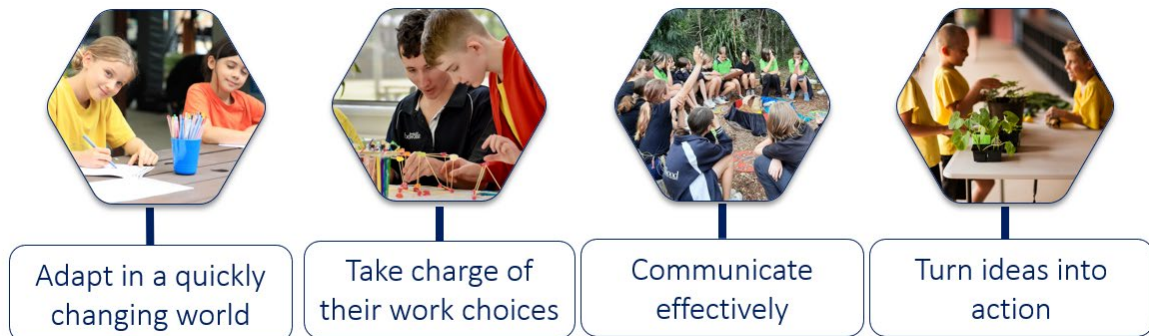 Adapt in a quickly
changing world
Take charge of
their work choices
Communicate
effectively
Turn ideas into
action